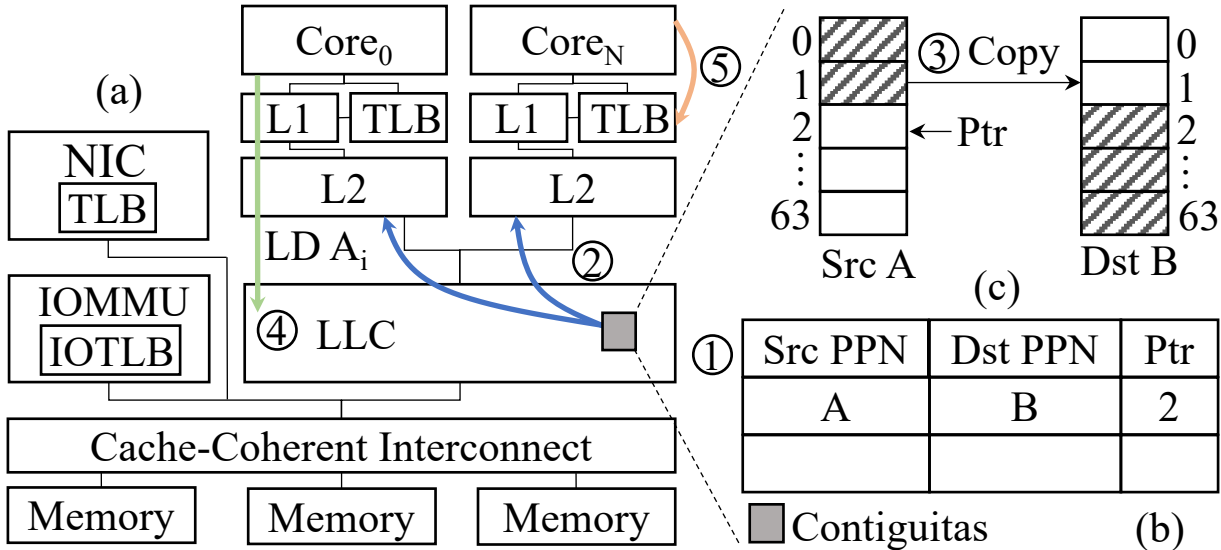 (a)
Core0
CoreN
⑤
L1
TLB
L1
TLB
NIC
TLB
L2
L2
LD Ai
②
IOMMU
IOTLB
④
LLC
Cache-Coherent Interconnect
Memory
Memory
Memory
0
1
2
⋮
63
③ Copy
Ptr
0
1
2
⋮
63
Src A
Dst B
(c)
①
Src PPN
Dst PPN
Ptr
A
B
2
Contiguitas
(b)